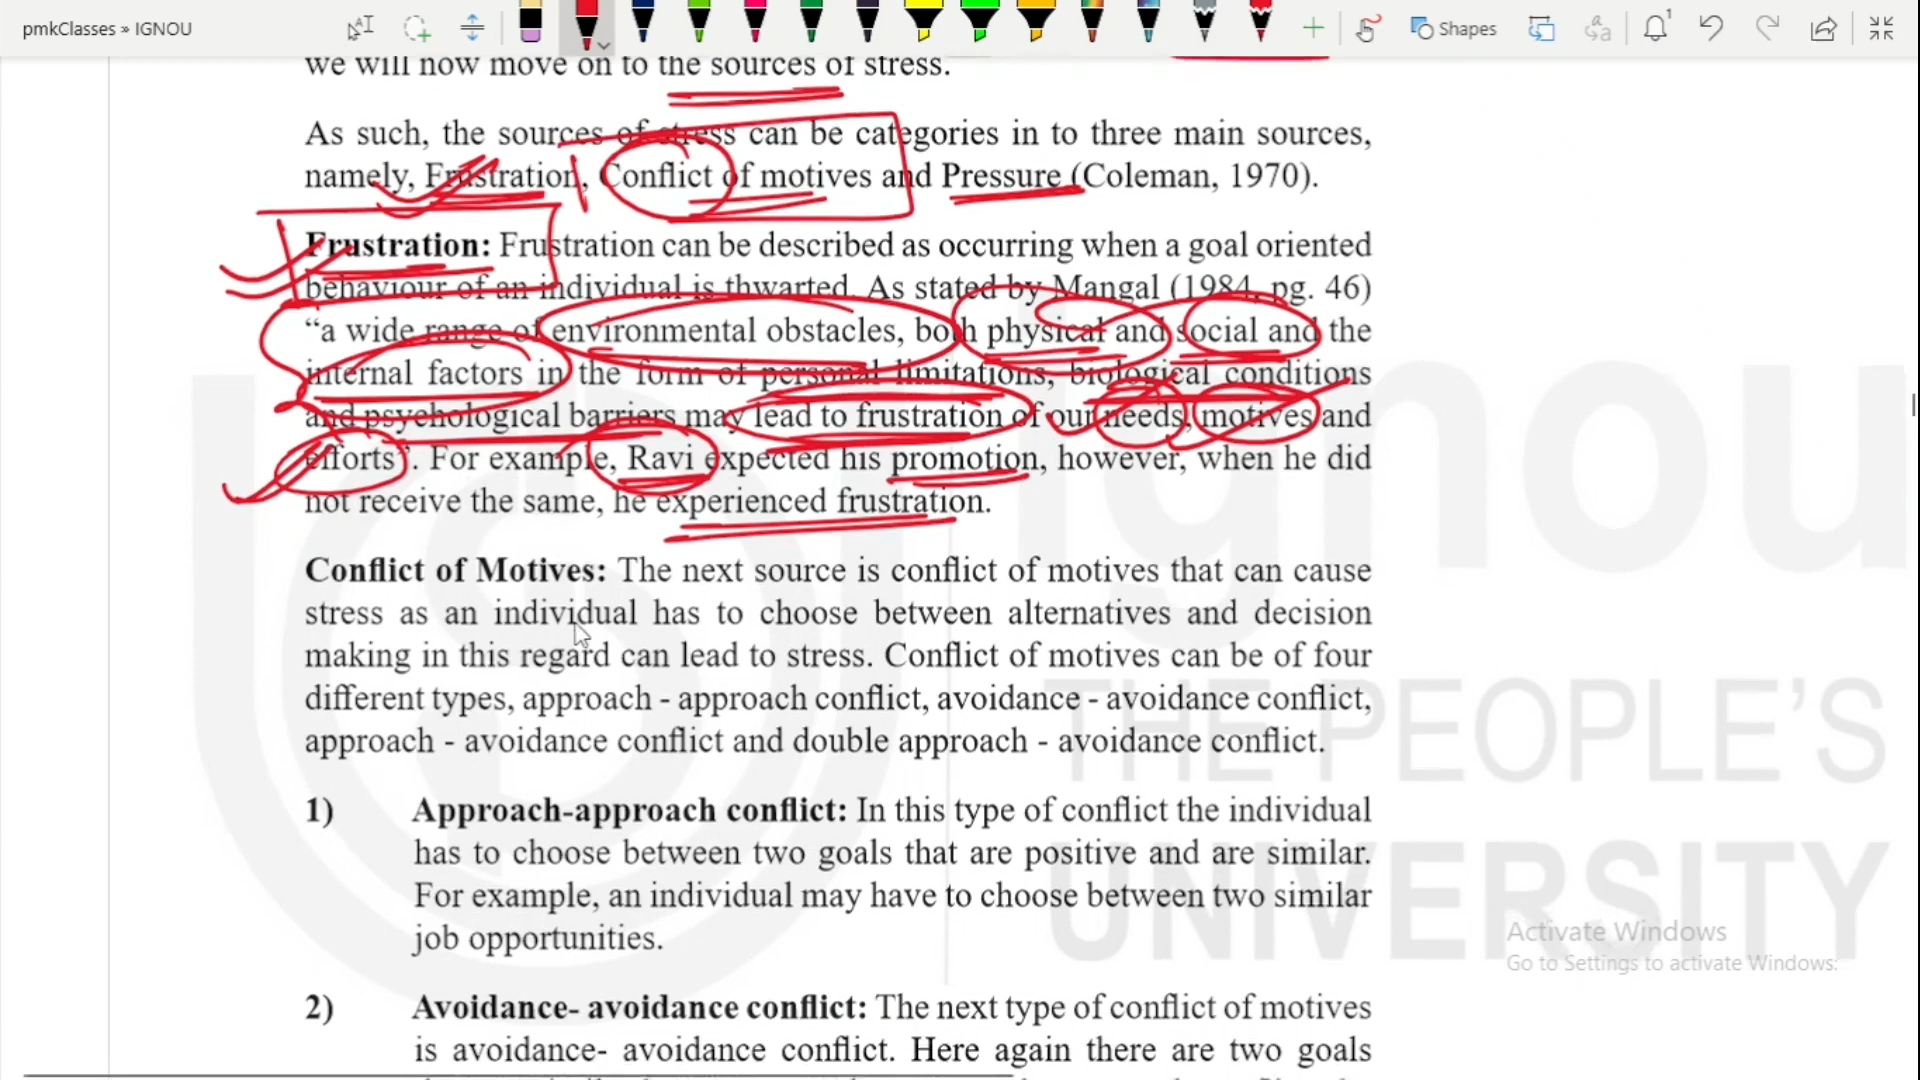 pmkClasses » IGNOU
Shapes
1
we will now move on to the sources of stress.
As such, the sources of stress can be categories in to three main sources,
namely, Frustration, Conflict of motives and Pressure (Coleman, 1970).
Frustration: Frustration can be described as occurring when a goal oriented
behaviour of an individual is thwarted. As stated by Mangal (1984, pg. 46)
“a wide range of environmental obstacles, both physical and social and the
internal factors in the form of personal limitations, biological conditions
and psychological barriers may lead to frustration of our needs, motives and
efforts”. For example, Ravi expected his promotion, however, when he did
not receive the same, he experienced frustration.
Conflict of Motives: The next source is conflict of motives that can cause
stress as an individual has to choose between alternatives and decision
making in this regard can lead to stress. Conflict of motives can be of four
different types, approach - approach conflict, avoidance - avoidance conflict,
approach - avoidance conflict and double approach - avoidance conflict.
1) Approach-approach conflict: In this type of conflict the individual
has to choose between two goals that are positive and are similar.
For example, an individual may have to choose between two similar
job opportunities.
2) Avoidance- avoidance conflict: The next type of conflict of motives
is avoidance- avoidance conflict. Here again there are two goals
ignou
THE PEOPLE’S
UNIVERSITY
Activate Windows
Go to Settings to activate Windows.